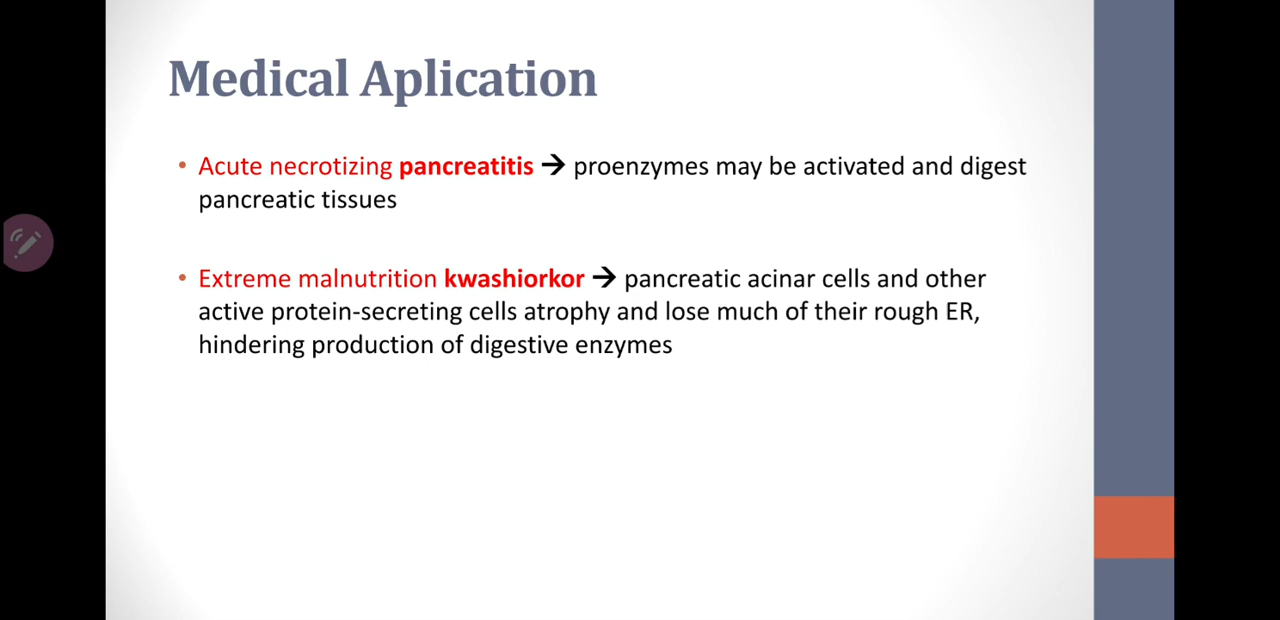 Medical Aplication
• Acute necrotizing pancreatitis → proenzymes may be activated and digest
pancreatic tissues
• Extreme malnutrition kwashiorkor → pancreatic acinar cells and other
active protein-secreting cells atrophy and lose much of their rough ER,
hindering production of digestive enzymes